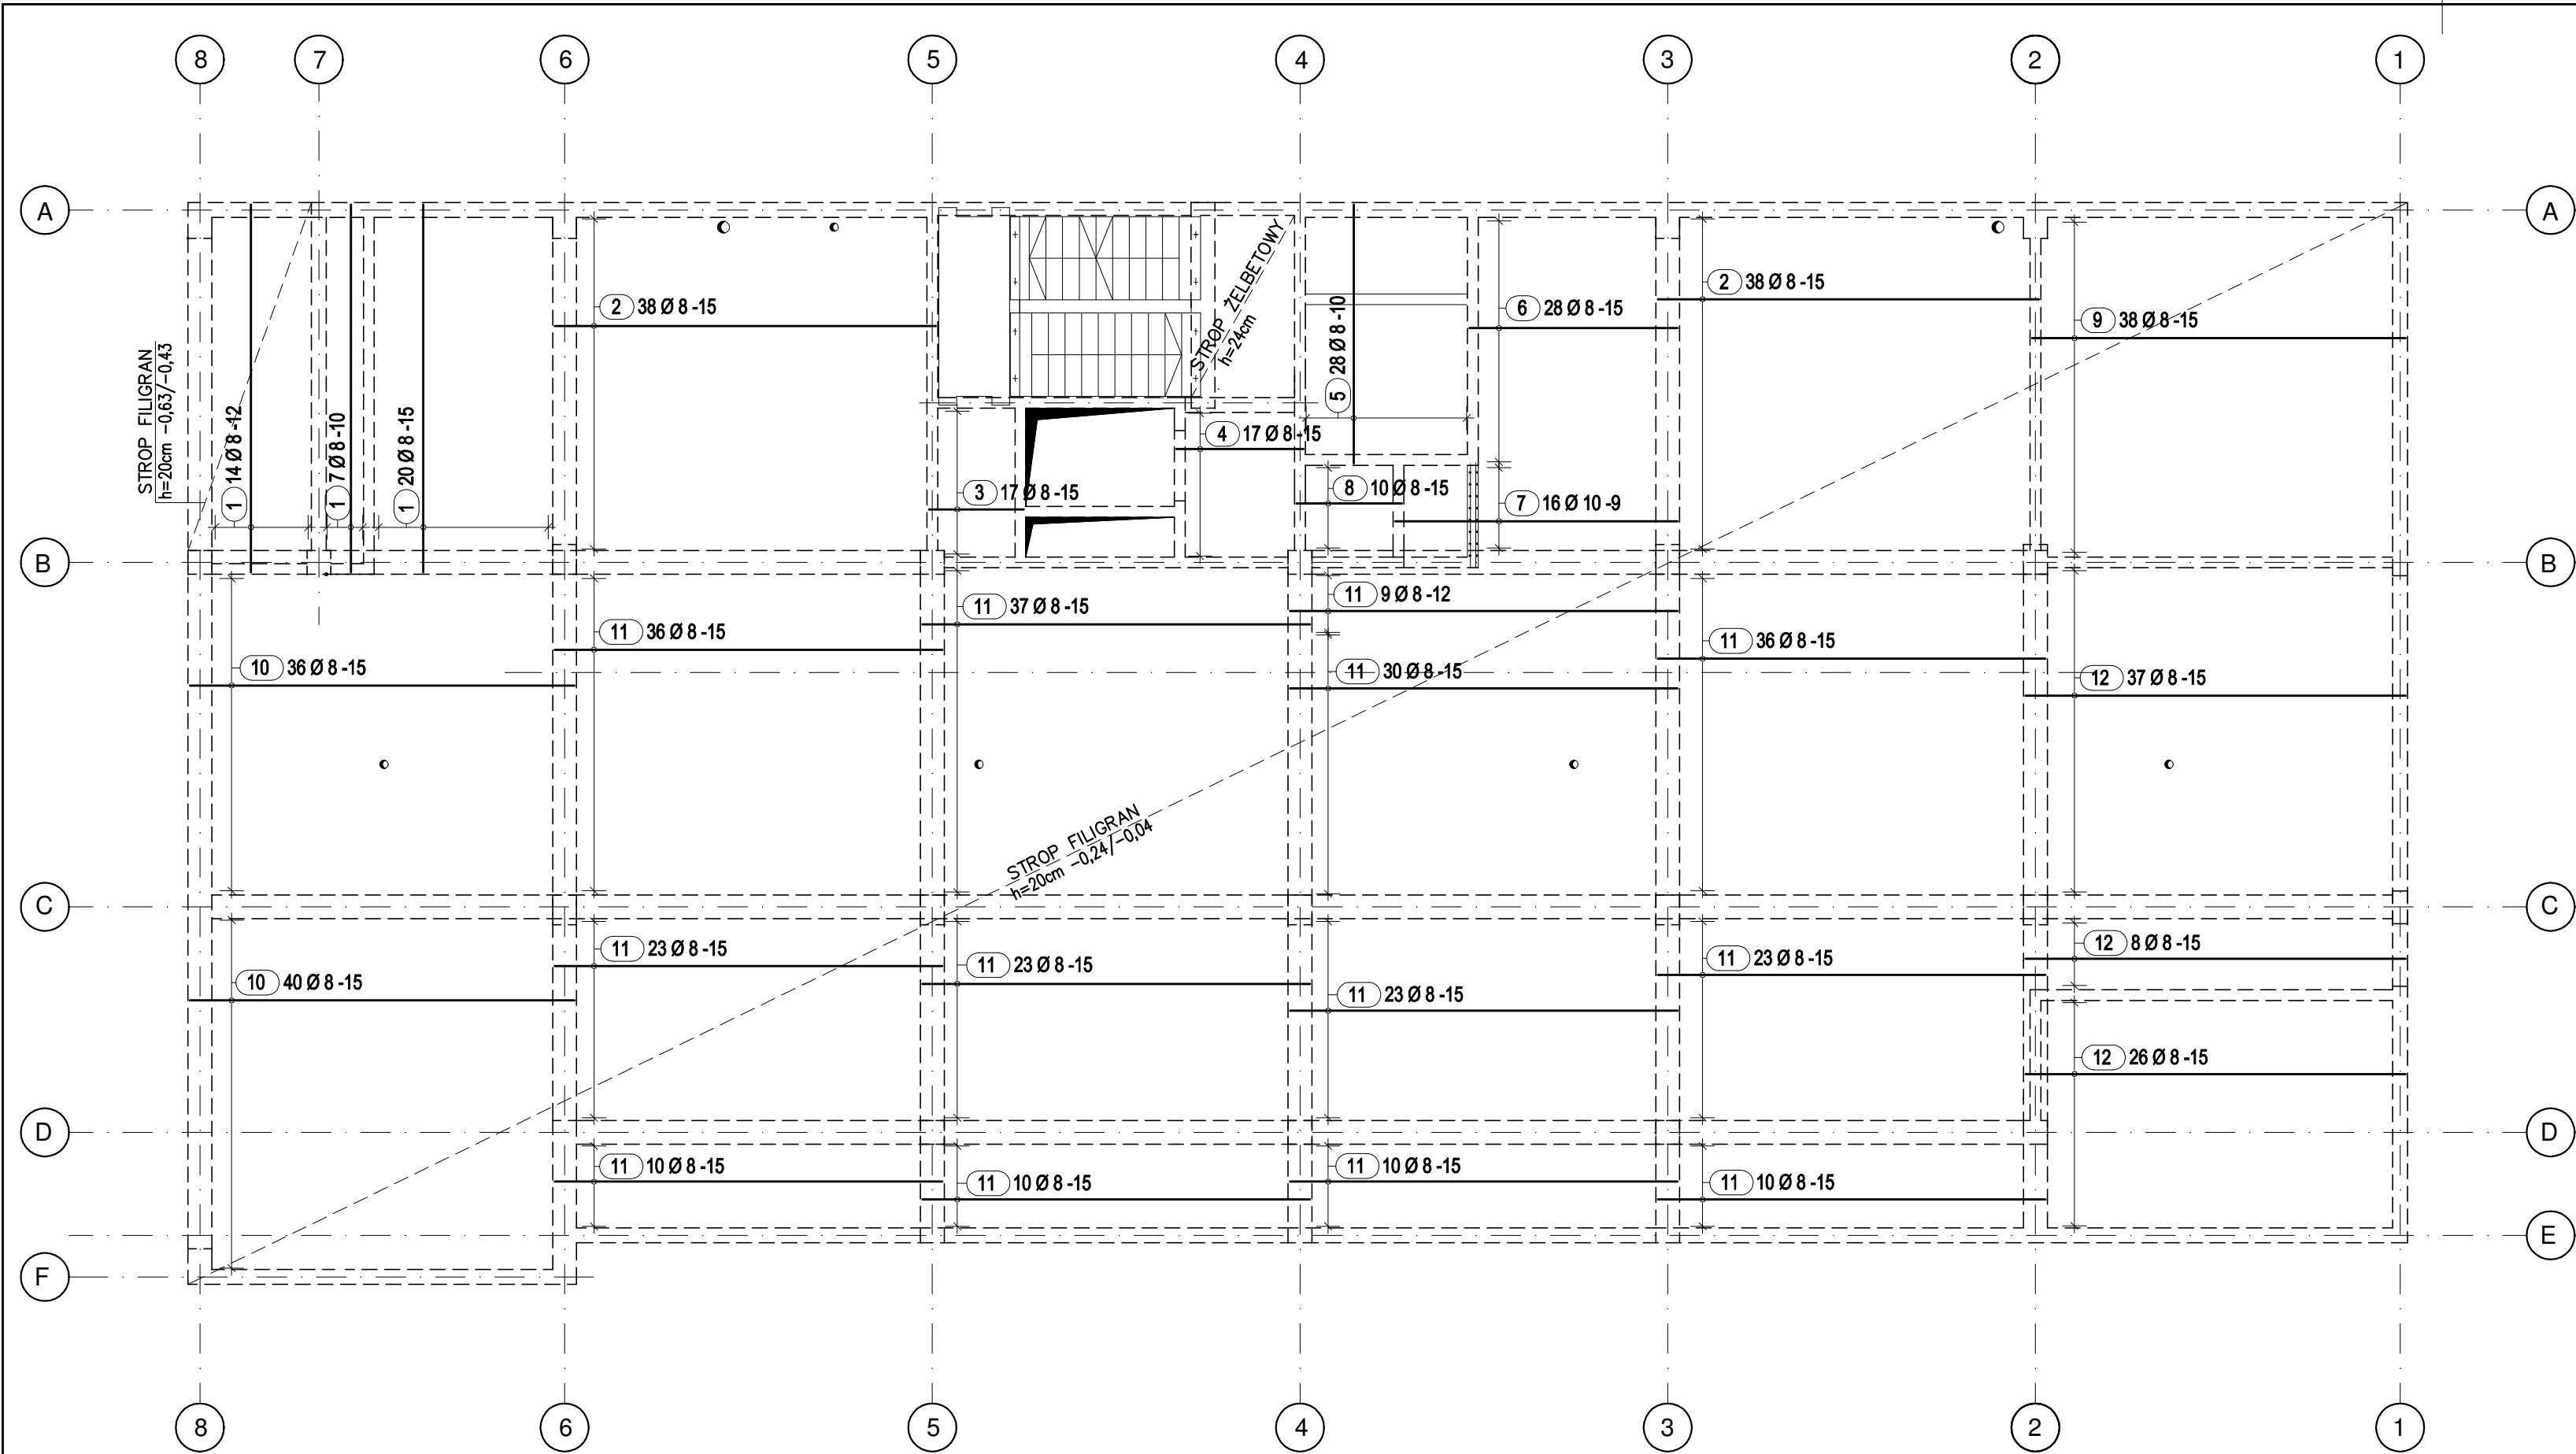 8 7 6 5 4 3 2 1
A A
2 38 Ø 8 -15
2 38 Ø 8 -15
6 28 Ø 8 -15
9 38 Ø 8 -15
STROP ŻELBETOWY
h=24cm
STROP FILIGRAN
h=20cm -0,63/-0,43
1 14 Ø 8 -12
1 7 Ø 8 -10
1 20 Ø 8 -15
5 28 Ø 8 -10
4 17 Ø 8 -15
3 17 Ø 8 -15
8 10 Ø 8 -15
7 16 Ø 10 -9
B B
11 9 Ø 8 -12
11 37 Ø 8 -15
11 36 Ø 8 -15
11 36 Ø 8 -15
10 36 Ø 8 -15
11 30 Ø 8 -15
12 37 Ø 8 -15
STROP FILIGRAN
h=20cm -0,24/-0,04
C C
11 23 Ø 8 -15
12 8 Ø 8 -15
11 23 Ø 8 -15
11 23 Ø 8 -15
10 40 Ø 8 -15
11 23 Ø 8 -15
12 26 Ø 8 -15
D D
11 10 Ø 8 -15
11 10 Ø 8 -15
11 10 Ø 8 -15
11 10 Ø 8 -15
E
F
8 6 5 4 3 2 1